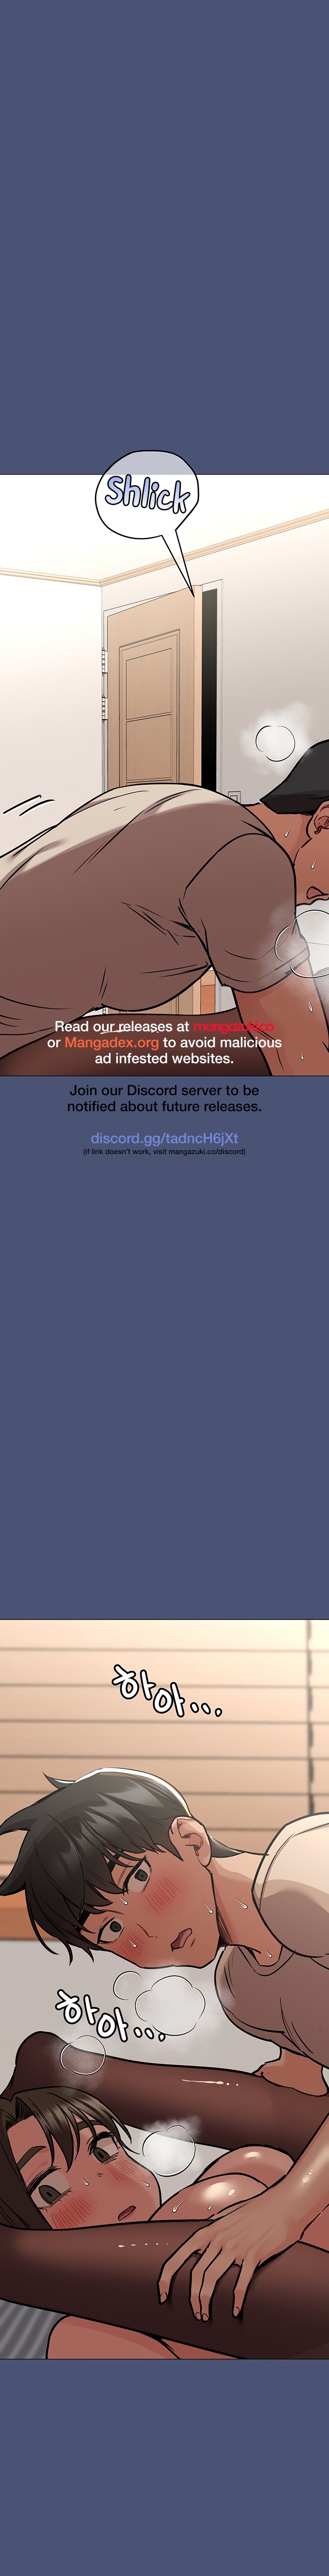 Shlick
Read our releases at mangazuki.co
or Mangadex.org to avoid malicious
ad infested websites.
Join our Discord server to be
notified about future releases.
discord.gg/tadncH6jXt
(if link doesn't work, visit mangazuki.co/discord)
하아...
하아...